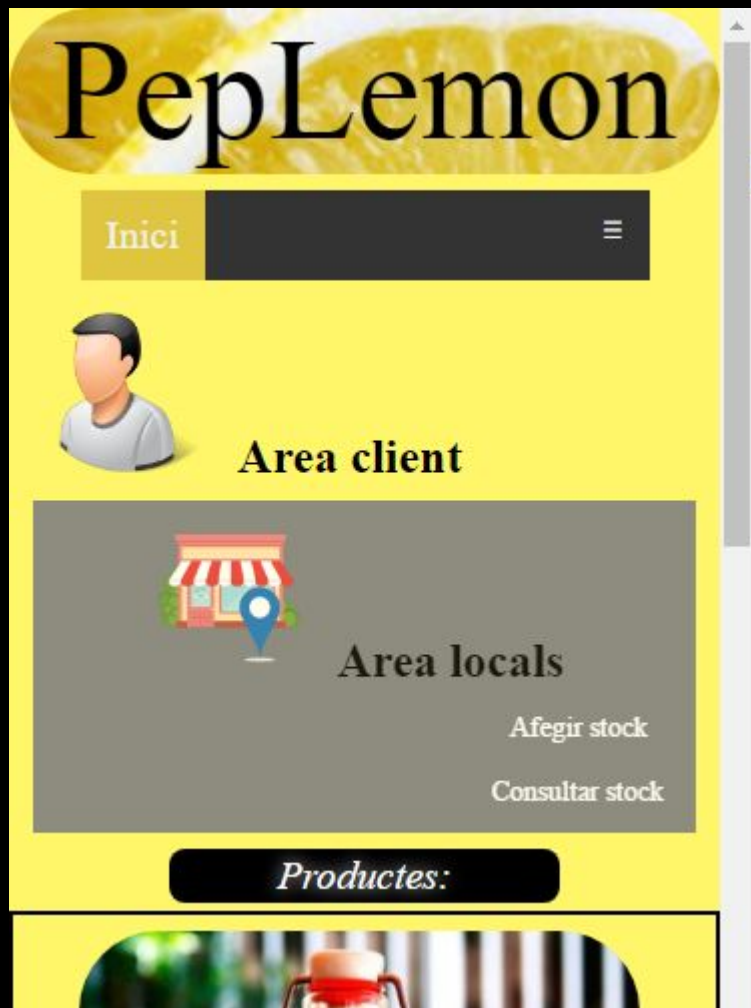 PepLemon
Inici ☰
Area client
Area locals
Afegir stock
Consultar stock
Productes: